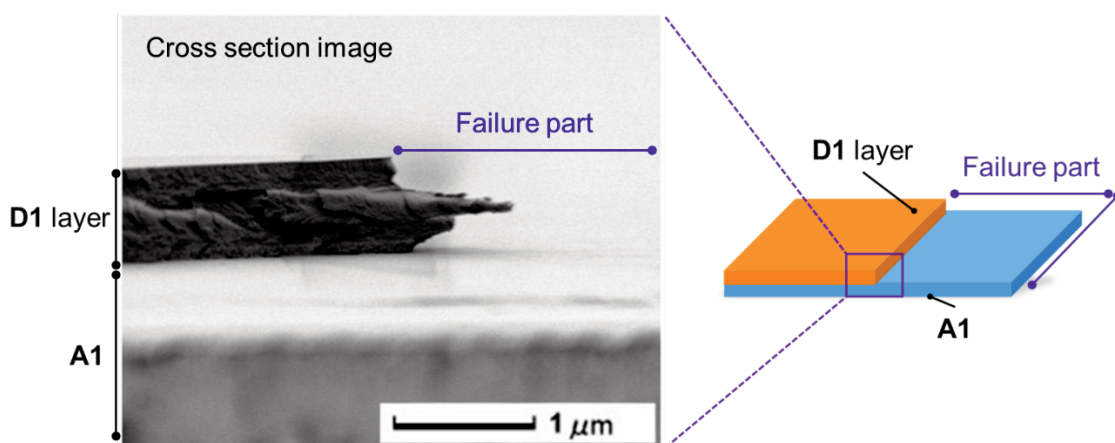 Cross section image
Failure part
D1 layer
A1
1 μm
D1 layer
Failure part
A1